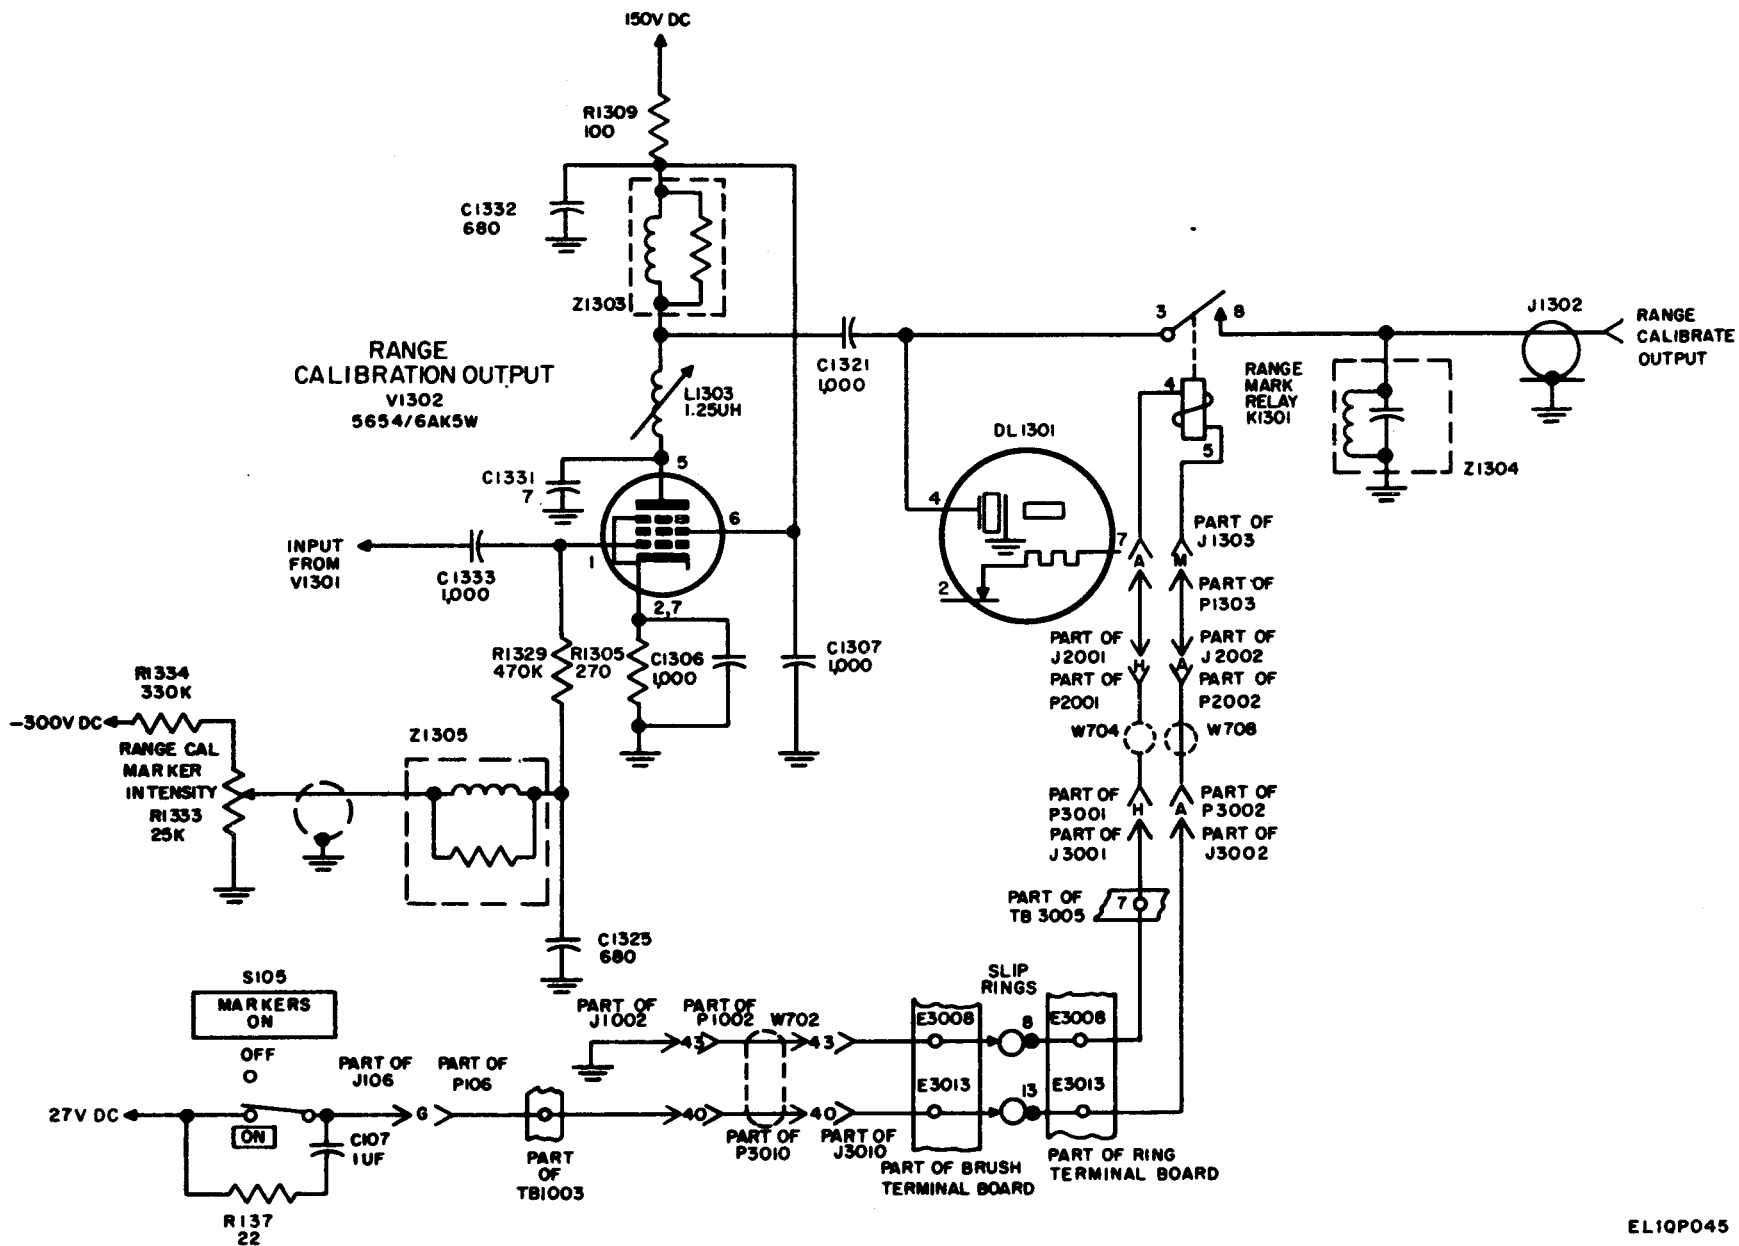 150V DC
R1309
100
C1332
680
Z1303
RANGE
CALIBRATION OUTPUT
V1302
5654/6AK5W
L1303
1.25UH
C1321
1,000
3
8
J1302
RANGE
CALIBRATE
OUTPUT
RANGE
MARK
RELAY
K1301
4
5
Z1304
C1331
7
5
6
1
2,7
DL1301
4
7
2
INPUT
FROM
V1301
C1333
1,000
R1329
470K
R1305
270
C1306
1,000
C1307
1,000
A
M
PART OF
J1303
PART OF
P1303
PART OF
J2001
H
PART OF
P2001
PART OF
J2002
A
PART OF
P2002
W704
W708
PART OF
P3001
H
PART OF
J3001
PART OF
P3002
A
PART OF
J3002
R1334
330K
-300V DC
RANGE CAL
MARKER
INTENSITY
R1333
25K
Z1305
C1325
680
PART OF
TB 3005
7
S105
MARKERS
ON
OFF
27V DC
ON
C107
1UF
R137
22
PART OF
J106
G
PART OF
P106
PART
OF
TB1003
PART OF
J1002
PART OF
P1002
W702
43
43
40
40
PART OF
P3010
PART OF
J3010
E3008
E3013
PART OF BRUSH
TERMINAL BOARD
SLIP
RINGS
8
13
E3008
E3013
PART OF RING
TERMINAL BOARD
EL1QP045